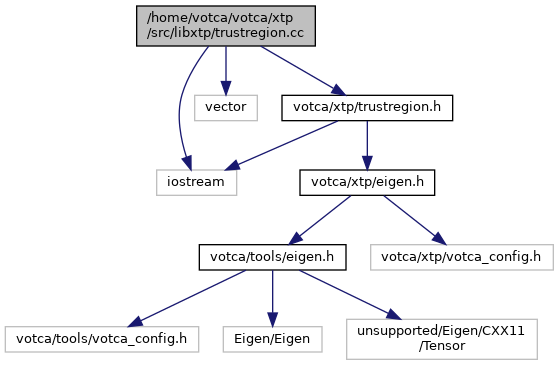 /home/votca/votca/xtp
/src/libxtp/trustregion.cc
vector
votca/xtp/trustregion.h
iostream
votca/xtp/eigen.h
votca/tools/eigen.h
votca/xtp/votca_config.h
votca/tools/votca_config.h
Eigen/Eigen
unsupported/Eigen/CXX11
/Tensor